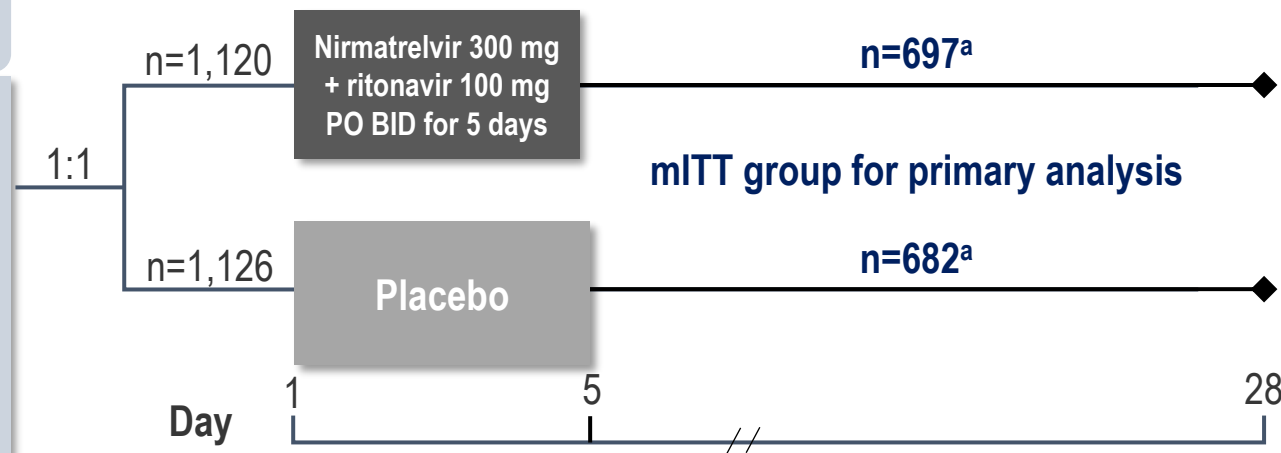 n=1,120
Nirmatrelvir 300 mg
+ ritonavir 100 mg
PO BID for 5 days
n=697ᵃ
1:1
mITT group for primary analysis
n=1,126
Placebo
n=682ᵃ
1
5
28
Day